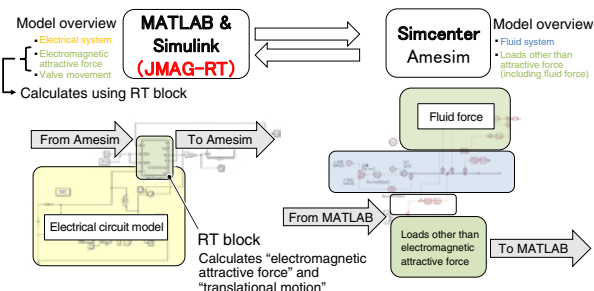 Model overview
▪ Electrical system
▪ Electromagnetic
attractive force
▪ Valve movement
Calculates using RT block
MATLAB &
Simulink
(JMAG-RT)
Simcenter
Amesim
Model overview
▪ Fluid system
▪ Loads other than
attractive force
(including fluid force)
From Amesim
To Amesim
Electrical circuit model
RT block
Calculates “electromagnetic
attractive force” and
“translational motion”
Fluid force
From MATLAB
Loads other than
electromagnetic
attractive force
To MATLAB